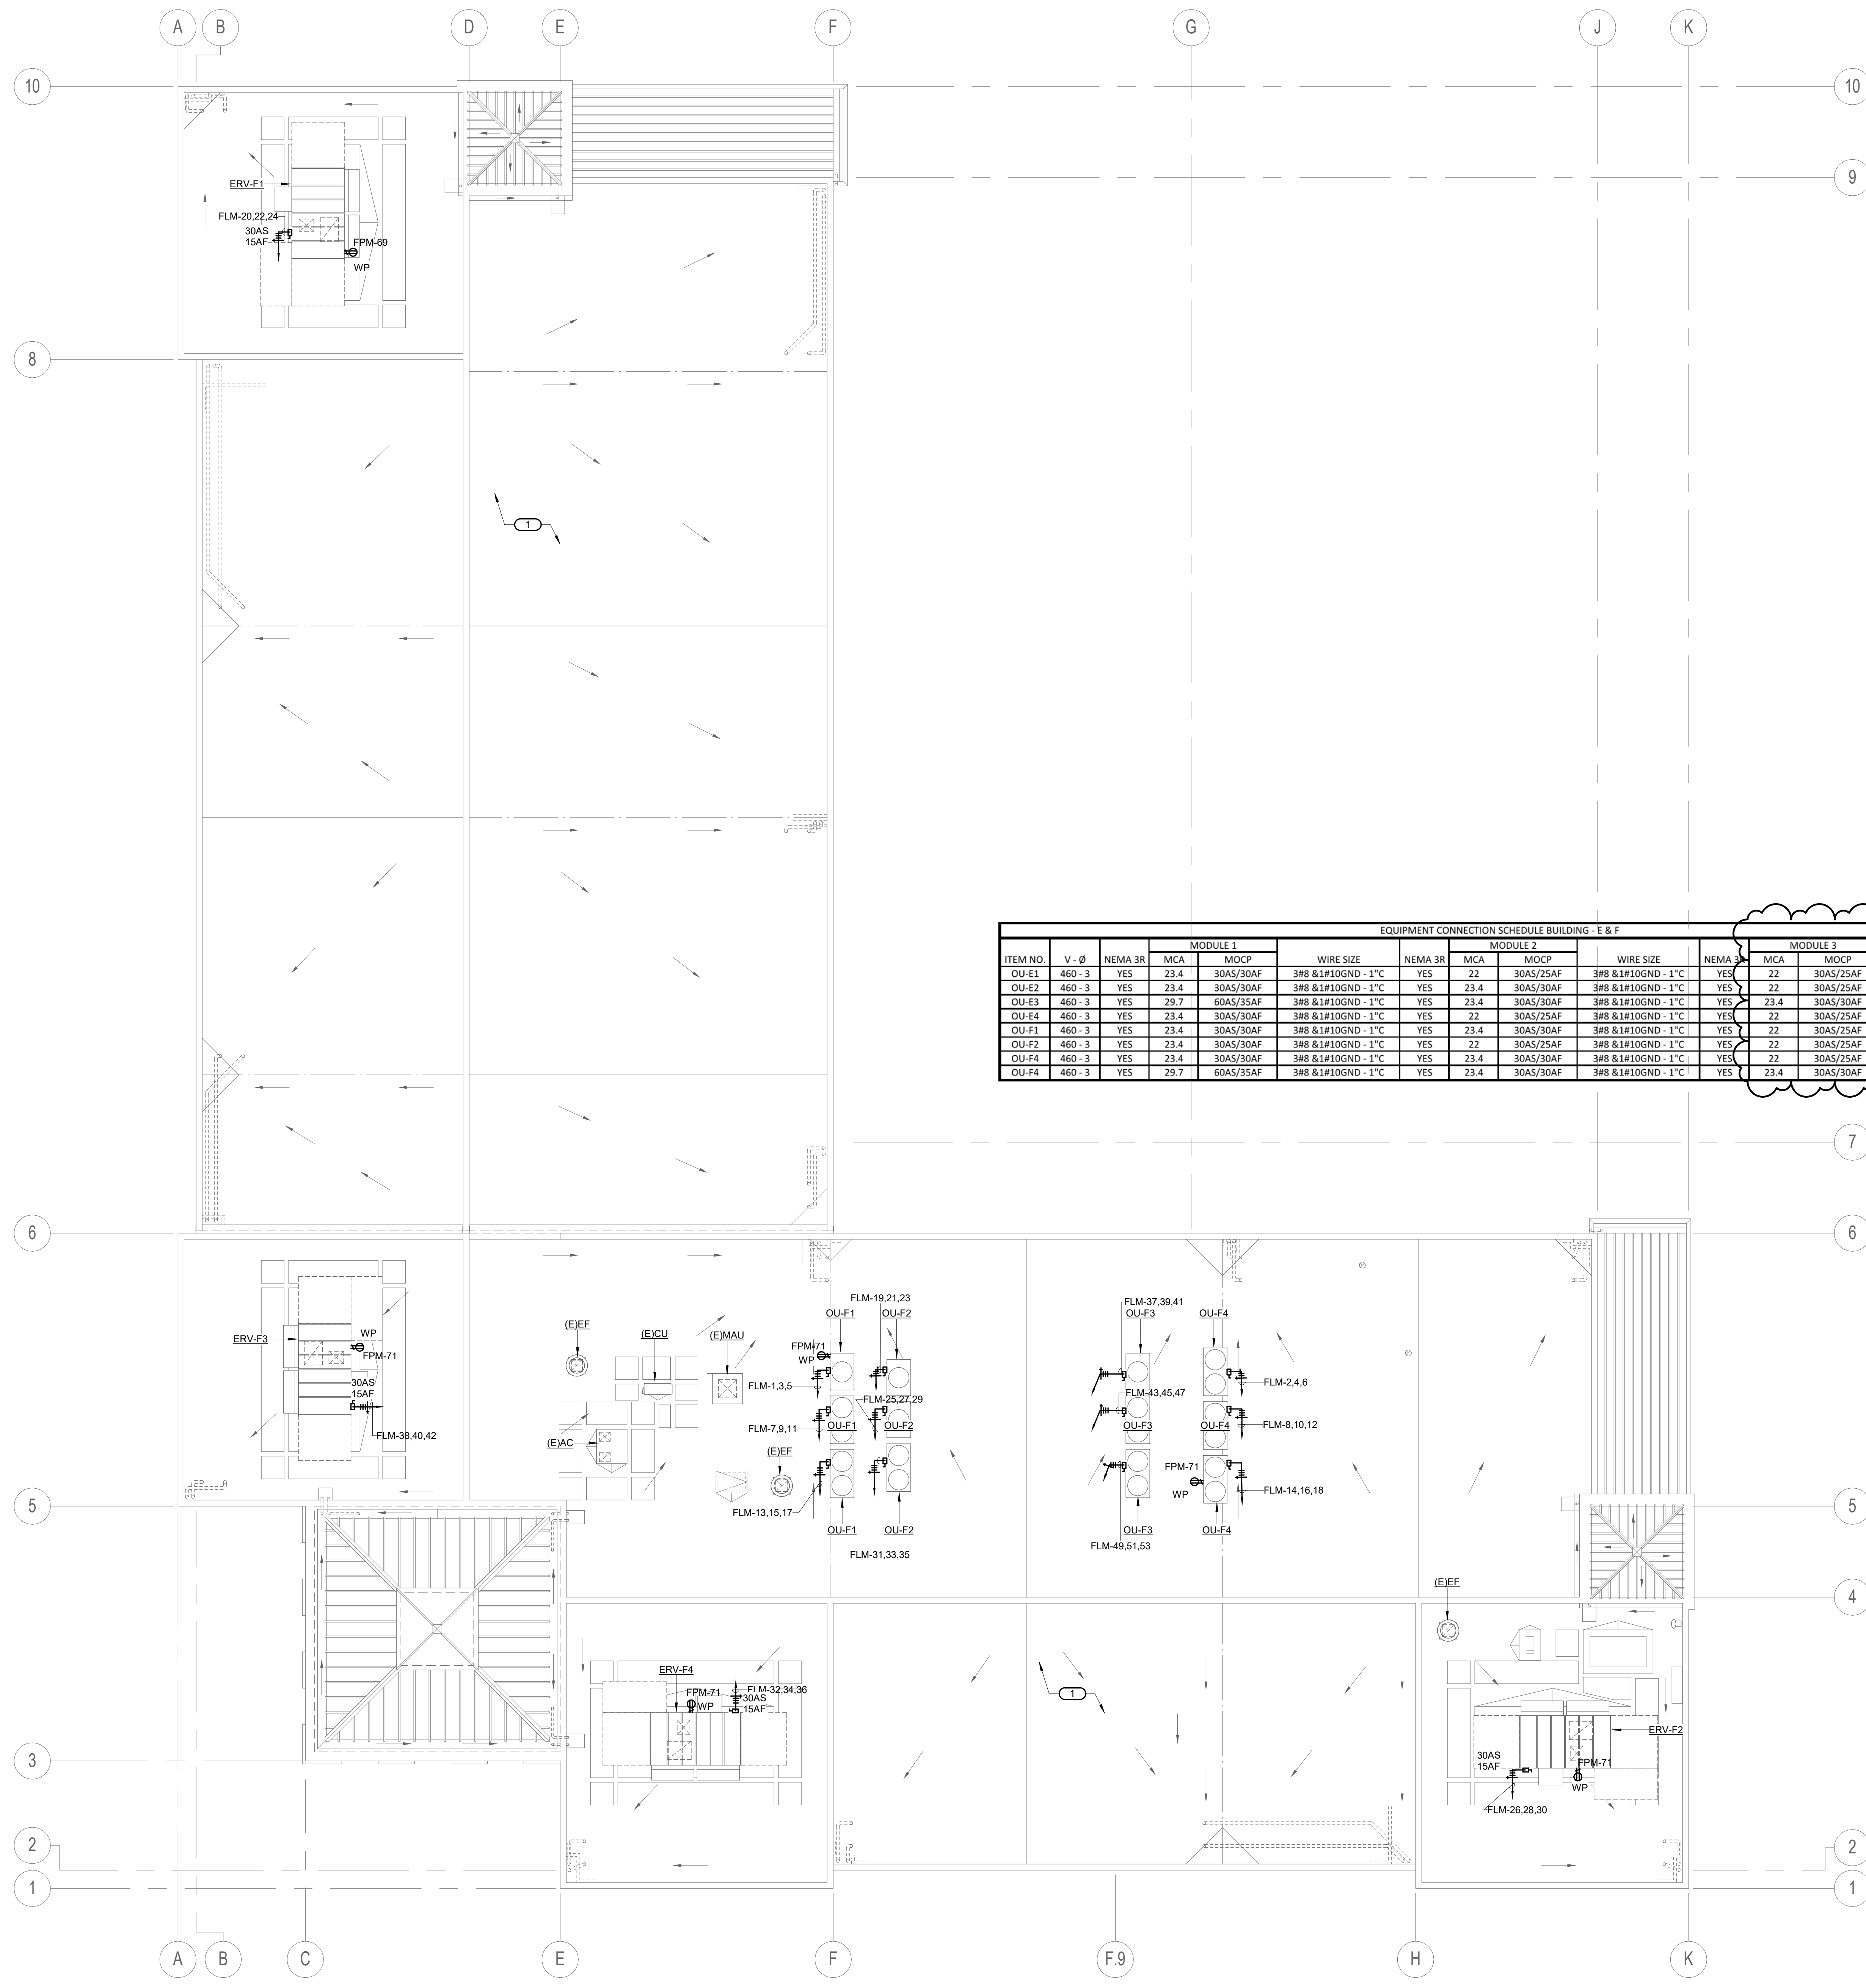 A B D E F G J K
10 10
9
ERV-F1
FLM-20,22,24
30AS
15AF
FPM-69
WP
8
1
EQUIPMENT CONNECTION SCHEDULE BUILDING - E & F
MODULE 1 MODULE 2 MODULE 3
ITEM NO. V - Ø NEMA 3R MCA MOCP WIRE SIZE NEMA 3R MCA MOCP WIRE SIZE NEMA 3R MCA MOCP
OU-E1 460 - 3 YES 23.4 30AS/30AF 3#8 &1#10GND - 1"C YES 22 30AS/25AF 3#8 &1#10GND - 1"C YES 22 30AS/25AF
OU-E2 460 - 3 YES 23.4 30AS/30AF 3#8 &1#10GND - 1"C YES 23.4 30AS/30AF 3#8 &1#10GND - 1"C YES 22 30AS/25AF
OU-E3 460 - 3 YES 29.7 60AS/35AF 3#8 &1#10GND - 1"C YES 23.4 30AS/30AF 3#8 &1#10GND - 1"C YES 23.4 30AS/30AF
OU-E4 460 - 3 YES 23.4 30AS/30AF 3#8 &1#10GND - 1"C YES 22 30AS/25AF 3#8 &1#10GND - 1"C YES 22 30AS/25AF
OU-F1 460 - 3 YES 23.4 30AS/30AF 3#8 &1#10GND - 1"C YES 23.4 30AS/30AF 3#8 &1#10GND - 1"C YES 22 30AS/25AF
OU-F2 460 - 3 YES 23.4 30AS/30AF 3#8 &1#10GND - 1"C YES 22 30AS/25AF 3#8 &1#10GND - 1"C YES 22 30AS/25AF
OU-F4 460 - 3 YES 23.4 30AS/30AF 3#8 &1#10GND - 1"C YES 23.4 30AS/30AF 3#8 &1#10GND - 1"C YES 22 30AS/25AF
OU-F4 460 - 3 YES 29.7 60AS/35AF 3#8 &1#10GND - 1"C YES 23.4 30AS/30AF 3#8 &1#10GND - 1"C YES 23.4 30AS/30AF
7
6 6
ERV-F3
WP
FPM-71
30AS
15AF
FLM-38,40,42
(E)EF
(E)CU
(E)MAU
(E)AC
(E)EF
FLM-19,21,23
OU-F1 OU-F2
FPM-71
WP
FLM-1,3,5
FLM-25,27,29
FLM-7,9,11
OU-F1 OU-F2
FLM-13,15,17
OU-F1 OU-F2
FLM-31,33,35
FLM-37,39,41
OU-F3 OU-F4
FLM-2,4,6
FLM-43,45,47
OU-F3 OU-F4
FLM-8,10,12
FPM-71
WP
FLM-14,16,18
OU-F3 OU-F4
FLM-49,51,53
5 5
(E)EF
4
ERV-F4
FPM-71
WP
FLM-32,34,36
30AS
15AF
1
ERV-F2
30AS
15AF
FPM-71
WP
FLM-26,28,30
3 3
2 2
1 1
A B C E F F.9 H K